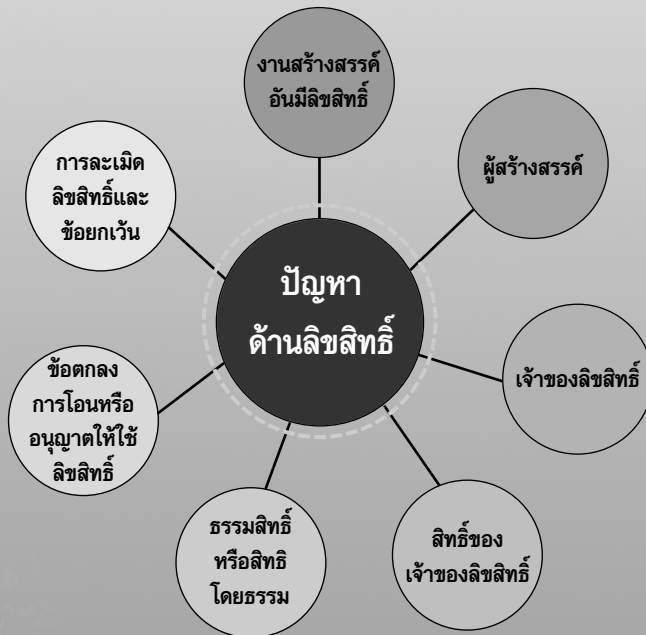 งานสร้างสรรค์
อันมีลิขสิทธิ์
ผู้สร้างสรรค์
การละเมิด
ลิขสิทธิ์และ
ข้อยกเว้น
ปัญหา
ด้านลิขสิทธิ์
เจ้าของลิขสิทธิ์
ข้อตกลง
การโอนหรือ
อนุญาตให้ใช้
ลิขสิทธิ์
ธรรมสิทธิ์
หรือสิทธิ
โดยธรรม
สิทธิ์ของ
เจ้าของลิขสิทธิ์